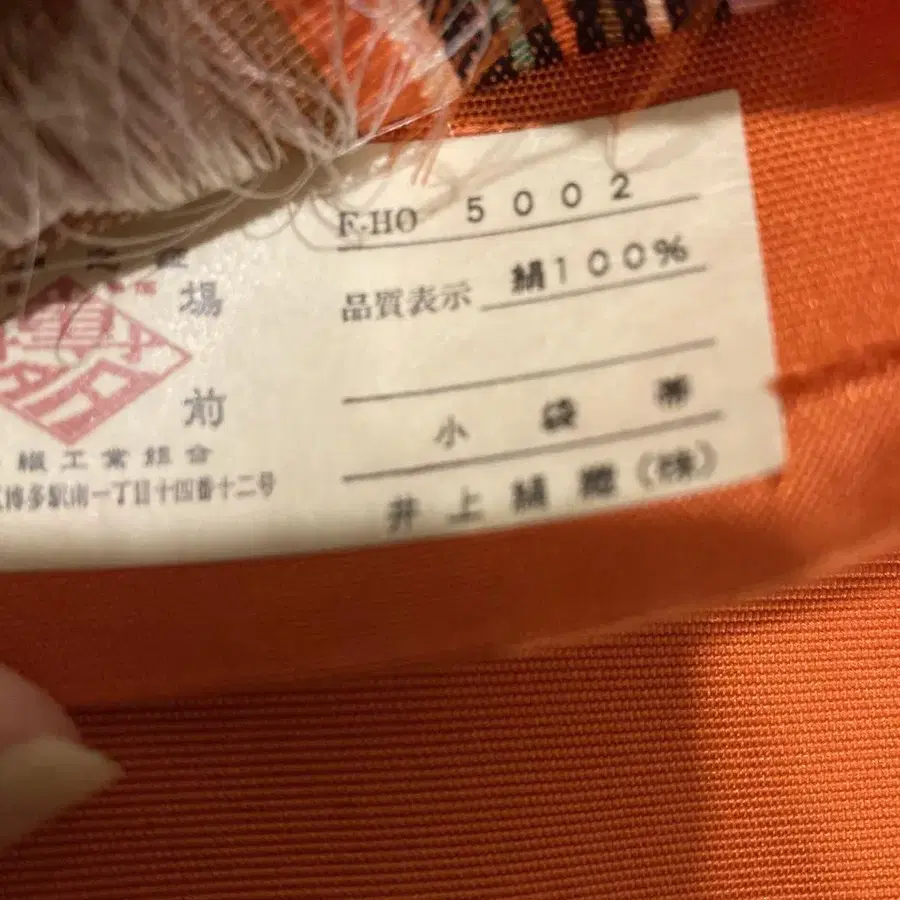 場
前
織工業組合
博多駅南一丁目十四番十二号
F-HO 5002
品質表示 絹100%
小袋帯
井上絹織(株)